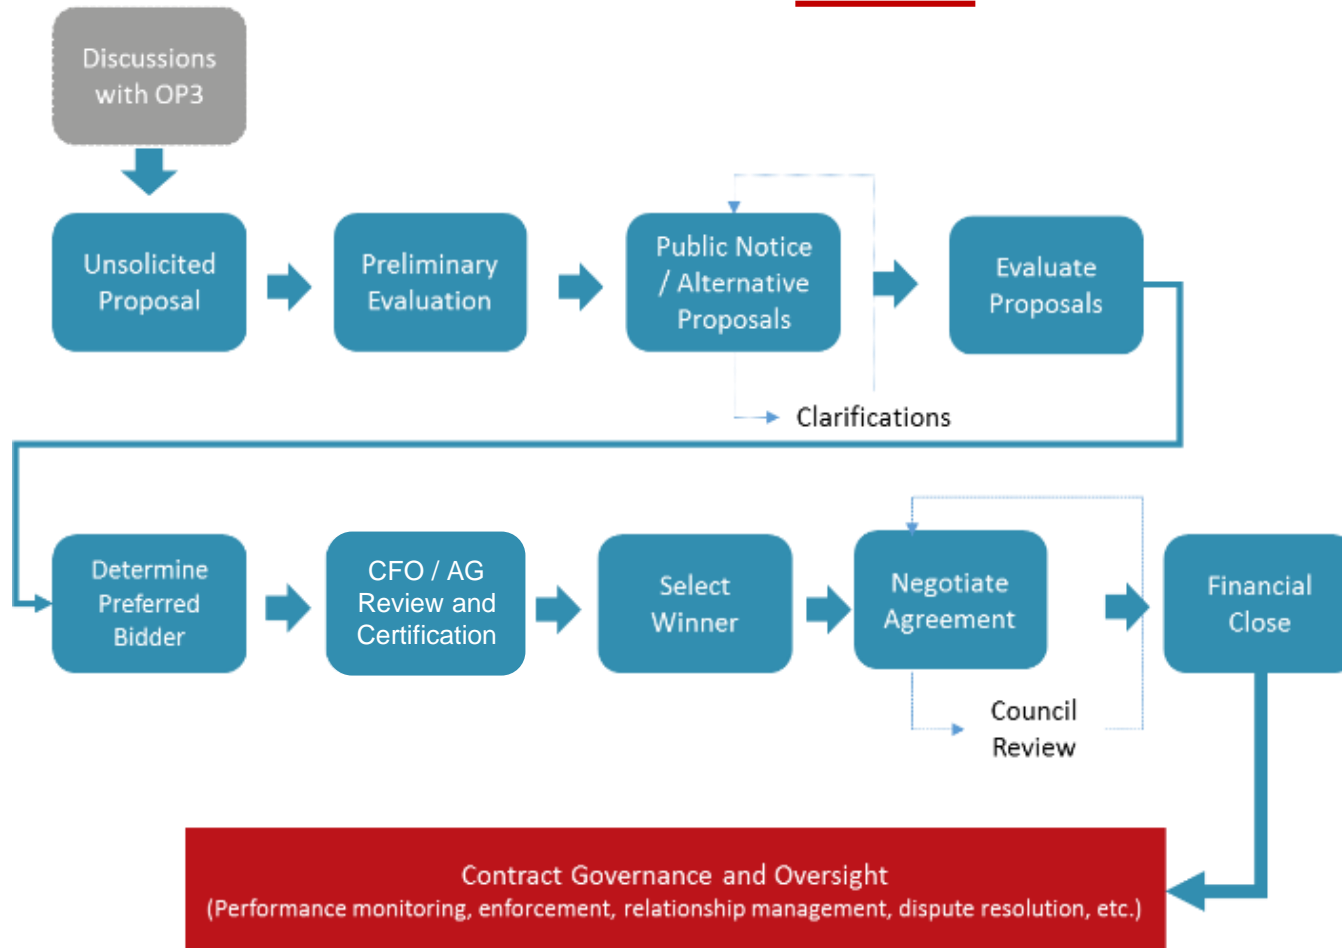 Discussions
with OP3
Unsolicited
Proposal
Preliminary
Evaluation
Public Notice
/ Alternative
Proposals
Evaluate
Proposals
Clarifications
Determine
Preferred
Bidder
CFO / AG
Review and
Certification
Select
Winner
Negotiate
Agreement
Financial
Close
Council
Review
Contract Governance and Oversight
(Performance monitoring, enforcement, relationship management, dispute resolution, etc.)